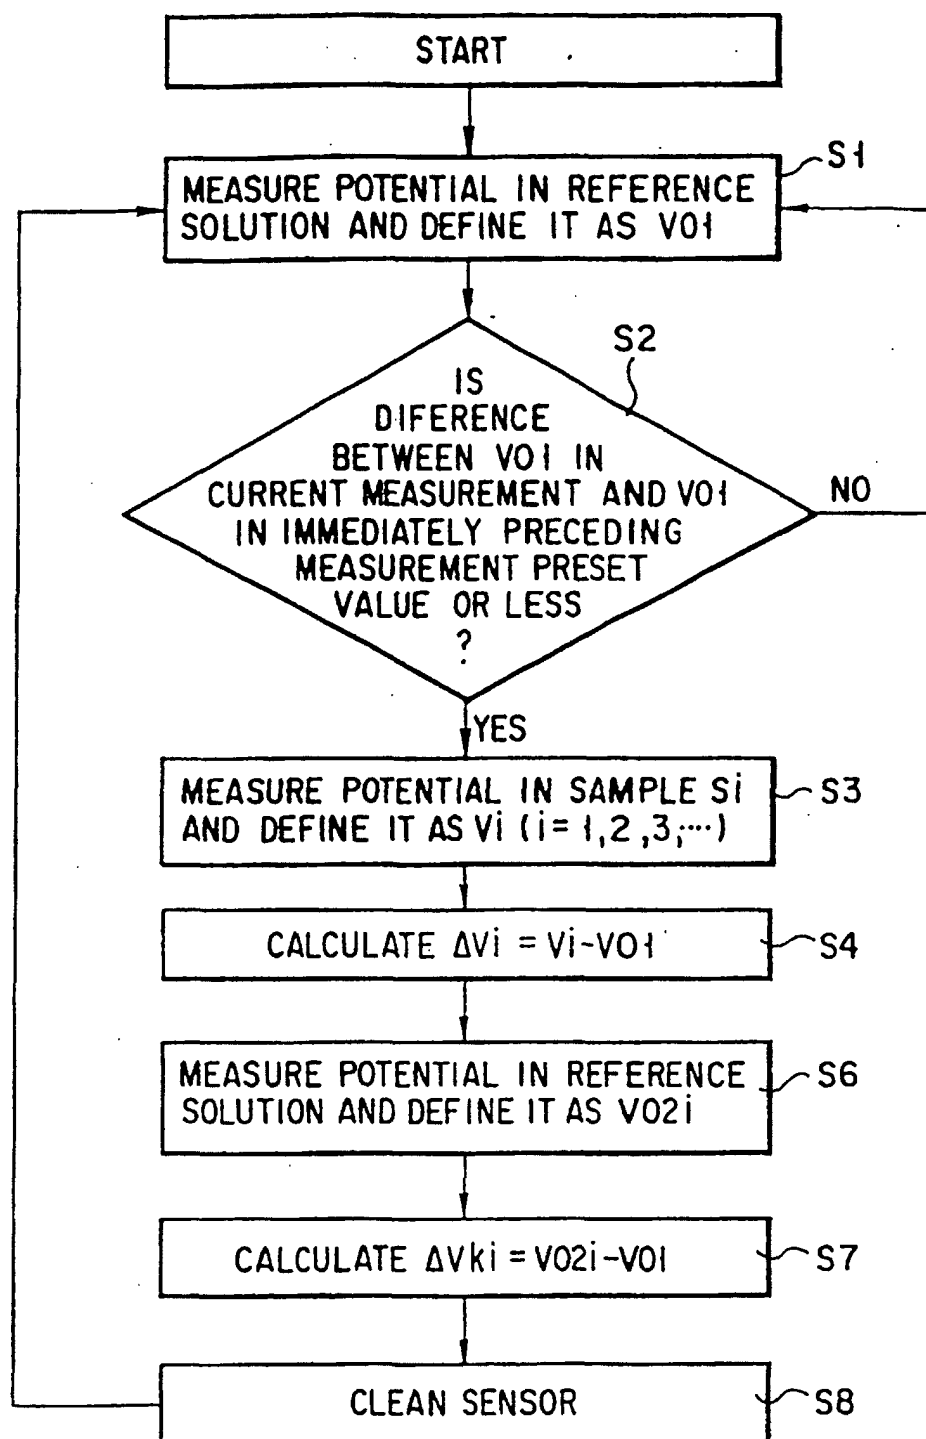 START
S1
MEASURE POTENTIAL IN REFERENCE
SOLUTION AND DEFINE IT AS V01
S2
IS
DIFERENCE
BETWEEN V01 IN
CURRENT MEASUREMENT AND V01
IN IMMEDIATELY PRECEDING
MEASUREMENT PRESET
VALUE OR LESS
?
NO
YES
MEASURE POTENTIAL IN SAMPLE Si
AND DEFINE IT AS Vi (i= 1,2,3,....)
S3
CALCULATE ΔVi = Vi-V01
S4
MEASURE POTENTIAL IN REFERENCE
SOLUTION AND DEFINE IT AS V02i
S6
CALCULATE ΔVki = V02i-V01
S7
CLEAN SENSOR
S8